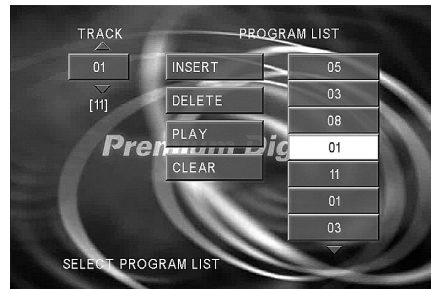 TRACK
01
[11]
INSERT
DELETE
PLAY
CLEAR
PROGRAM LIST
05
03
08
01
11
01
03
SELECT PROGRAM LIST